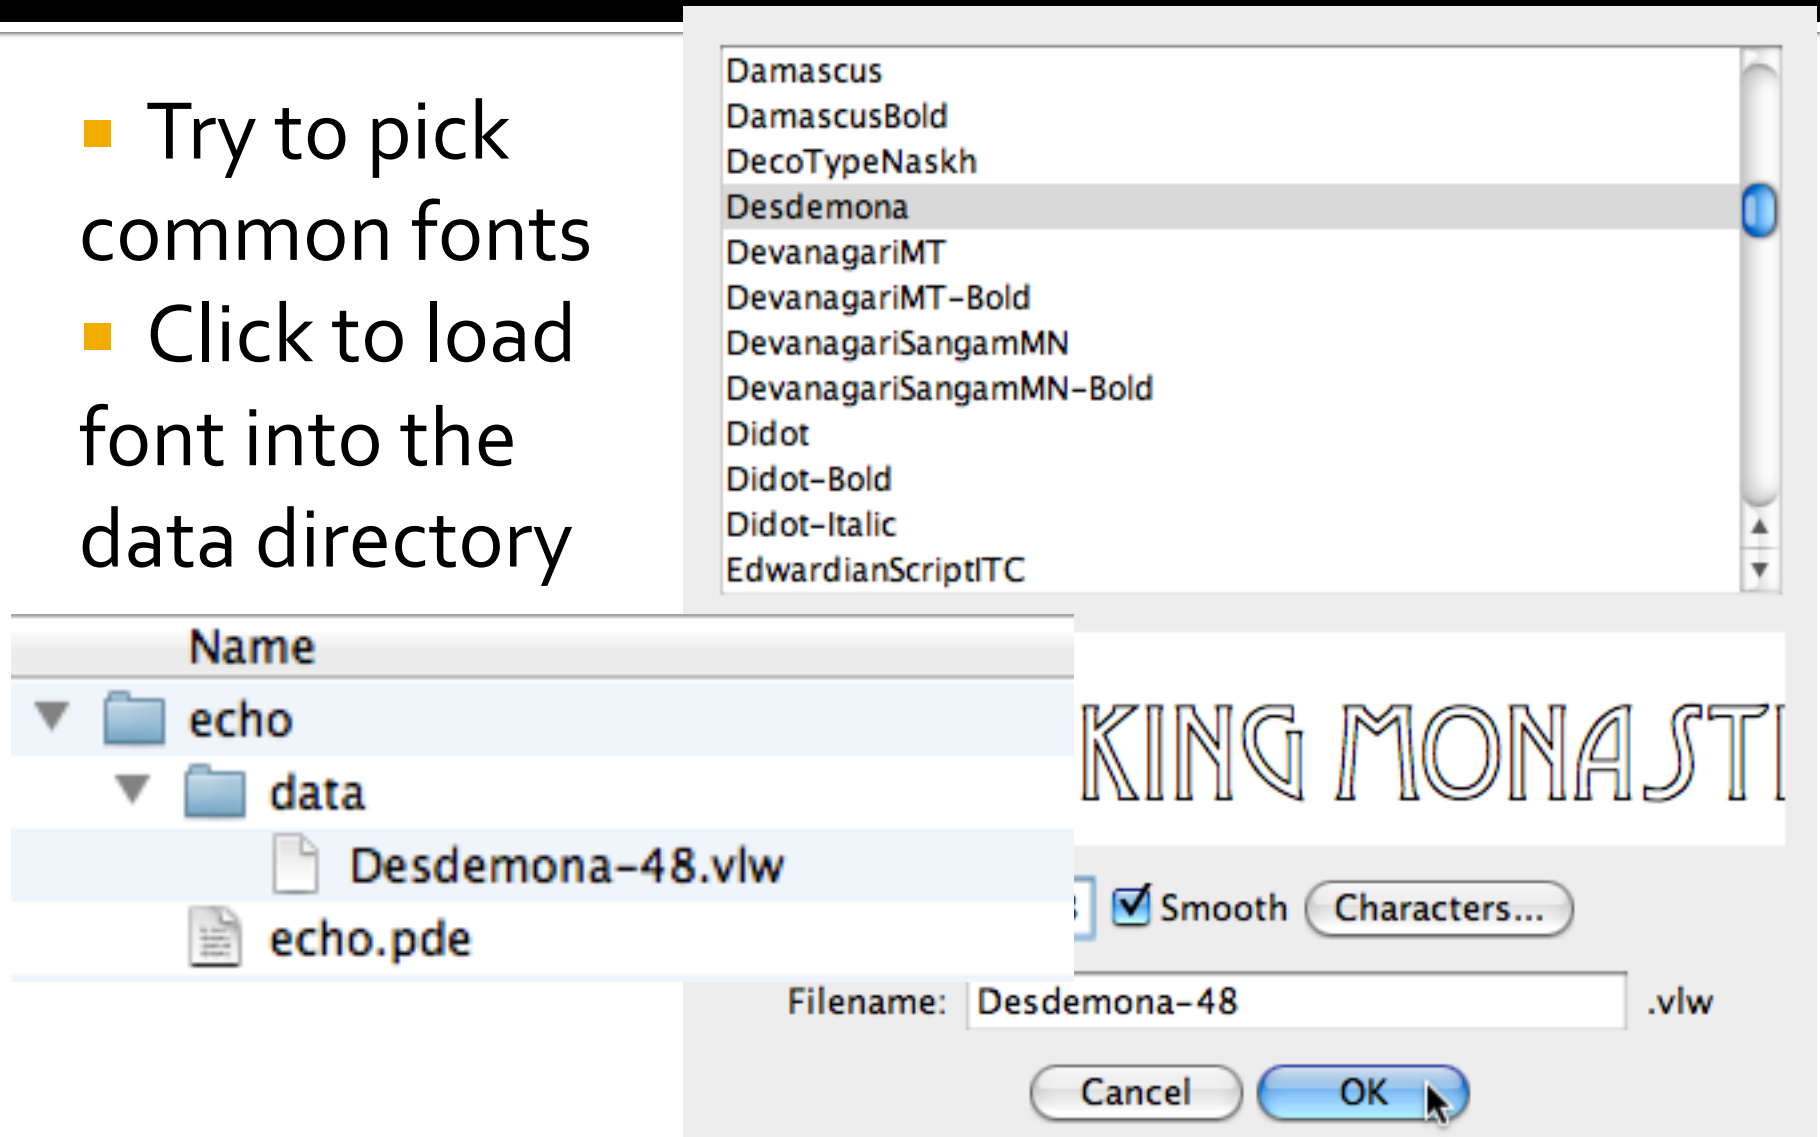 Try to pick
common fonts
Click to load
font into the
data directory
Damascus
DamascusBold
DecoTypeNaskh
Desdemona
DevanagariMT
DevanagariMT-Bold
DevanagariSangamMN
DevanagariSangamMN-Bold
Didot
Didot-Bold
Didot-Italic
EdwardianScriptITC
Name
echo
data
Desdemona-48.vlw
echo.pde
KING MONAST
Smooth Characters...
Filename: Desdemona-48 .vlw
Cancel OK